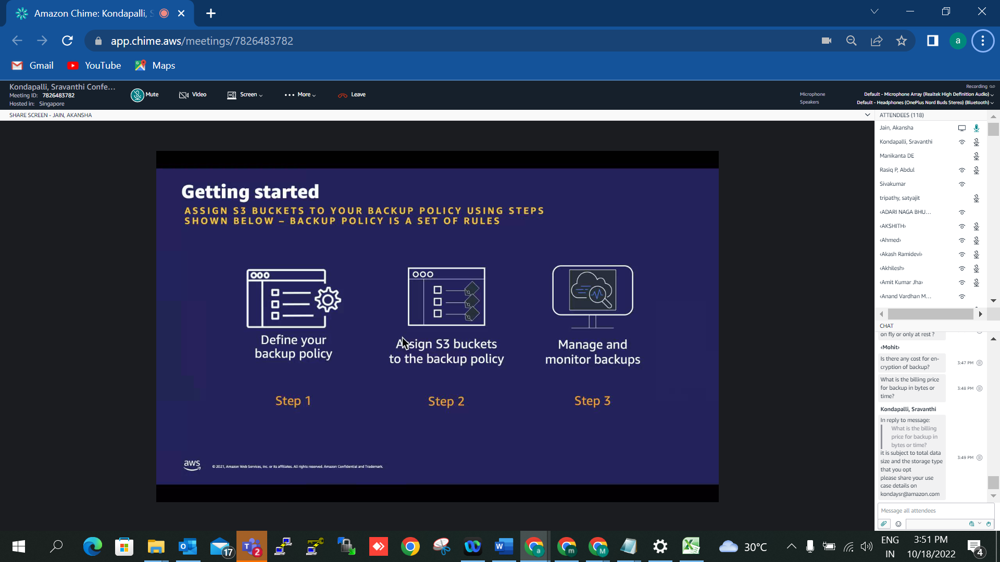 Amazon Chime: Kondapalli, S
app.chime.aws/meetings/7826483782
a
Gmail
YouTube
Maps
Kondapalli, Sravanthi Confe...
Meeting ID: 7826483782
Hosted in: Singapore
Mute
Video
Screen
More
Leave
Recording
Microphone
Default - Microphone Array (Realtek High Definition Audio)
Speakers
Default - Headphones (OnePlus Nord Buds Stereo) (Bluetooth)
SHARE SCREEN - JAIN, AKANSHA
Getting started
ASSIGN S3 BUCKETS TO YOUR BACKUP POLICY USING STEPS
SHOWN BELOW – BACKUP POLICY IS A SET OF RULES
Define your
backup policy
Assign S3 buckets
to the backup policy
Manage and
monitor backups
Step 1
Step 2
Step 3
aws
© 2021, Amazon Web Services, Inc. or its affiliates. All rights reserved. Amazon Confidential and Trademark.
ATTENDEES (118)
Jain, Akansha
Kondapalli, Sravanthi
Manikanta DE
Rasiq P, Abdul
Sivakumar
tripathy, satyajit
‹ADARI NAGA BHU...
‹AKSHITH›
‹Ahmed›
‹Akash Ramidevi›
‹Akhilesh›
‹Amit Kumar Jha›
‹Anand Vardhan M...
CHAT
on fly or only at rest ?
‹Mohit›
Is there any cost for en-
cryption of backup?
3:47 PM
What is the billing price
for backup in bytes or
time?
3:48 PM
Kondapalli, Sravanthi
In reply to message:
What is the billing
price for backup in
bytes or time?
it is subject to total data
size and the storage type
that you opt
please share your use
case details on
kondaysr@amazon.com
3:49 PM
Message all attendees
17
T
2
W
a
m
M
30°C
ENG
IN
3:51 PM
10/18/2022
4